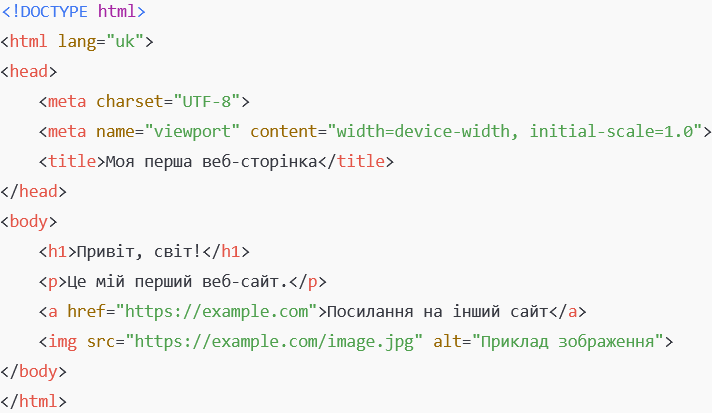 <!DOCTYPE html>
<html lang="uk">
<head>
    <meta charset="UTF-8">
    <meta name="viewport" content="width=device-width, initial-scale=1.0">
    <title>Моя перша веб-сторінка</title>
</head>
<body>
    <h1>Привіт, світ!</h1>
    <p>Це мій перший веб-сайт.</p>
    <a href="https://example.com">Посилання на інший сайт</a>
    <img src="https://example.com/image.jpg" alt="Приклад зображення">
</body>
</html>